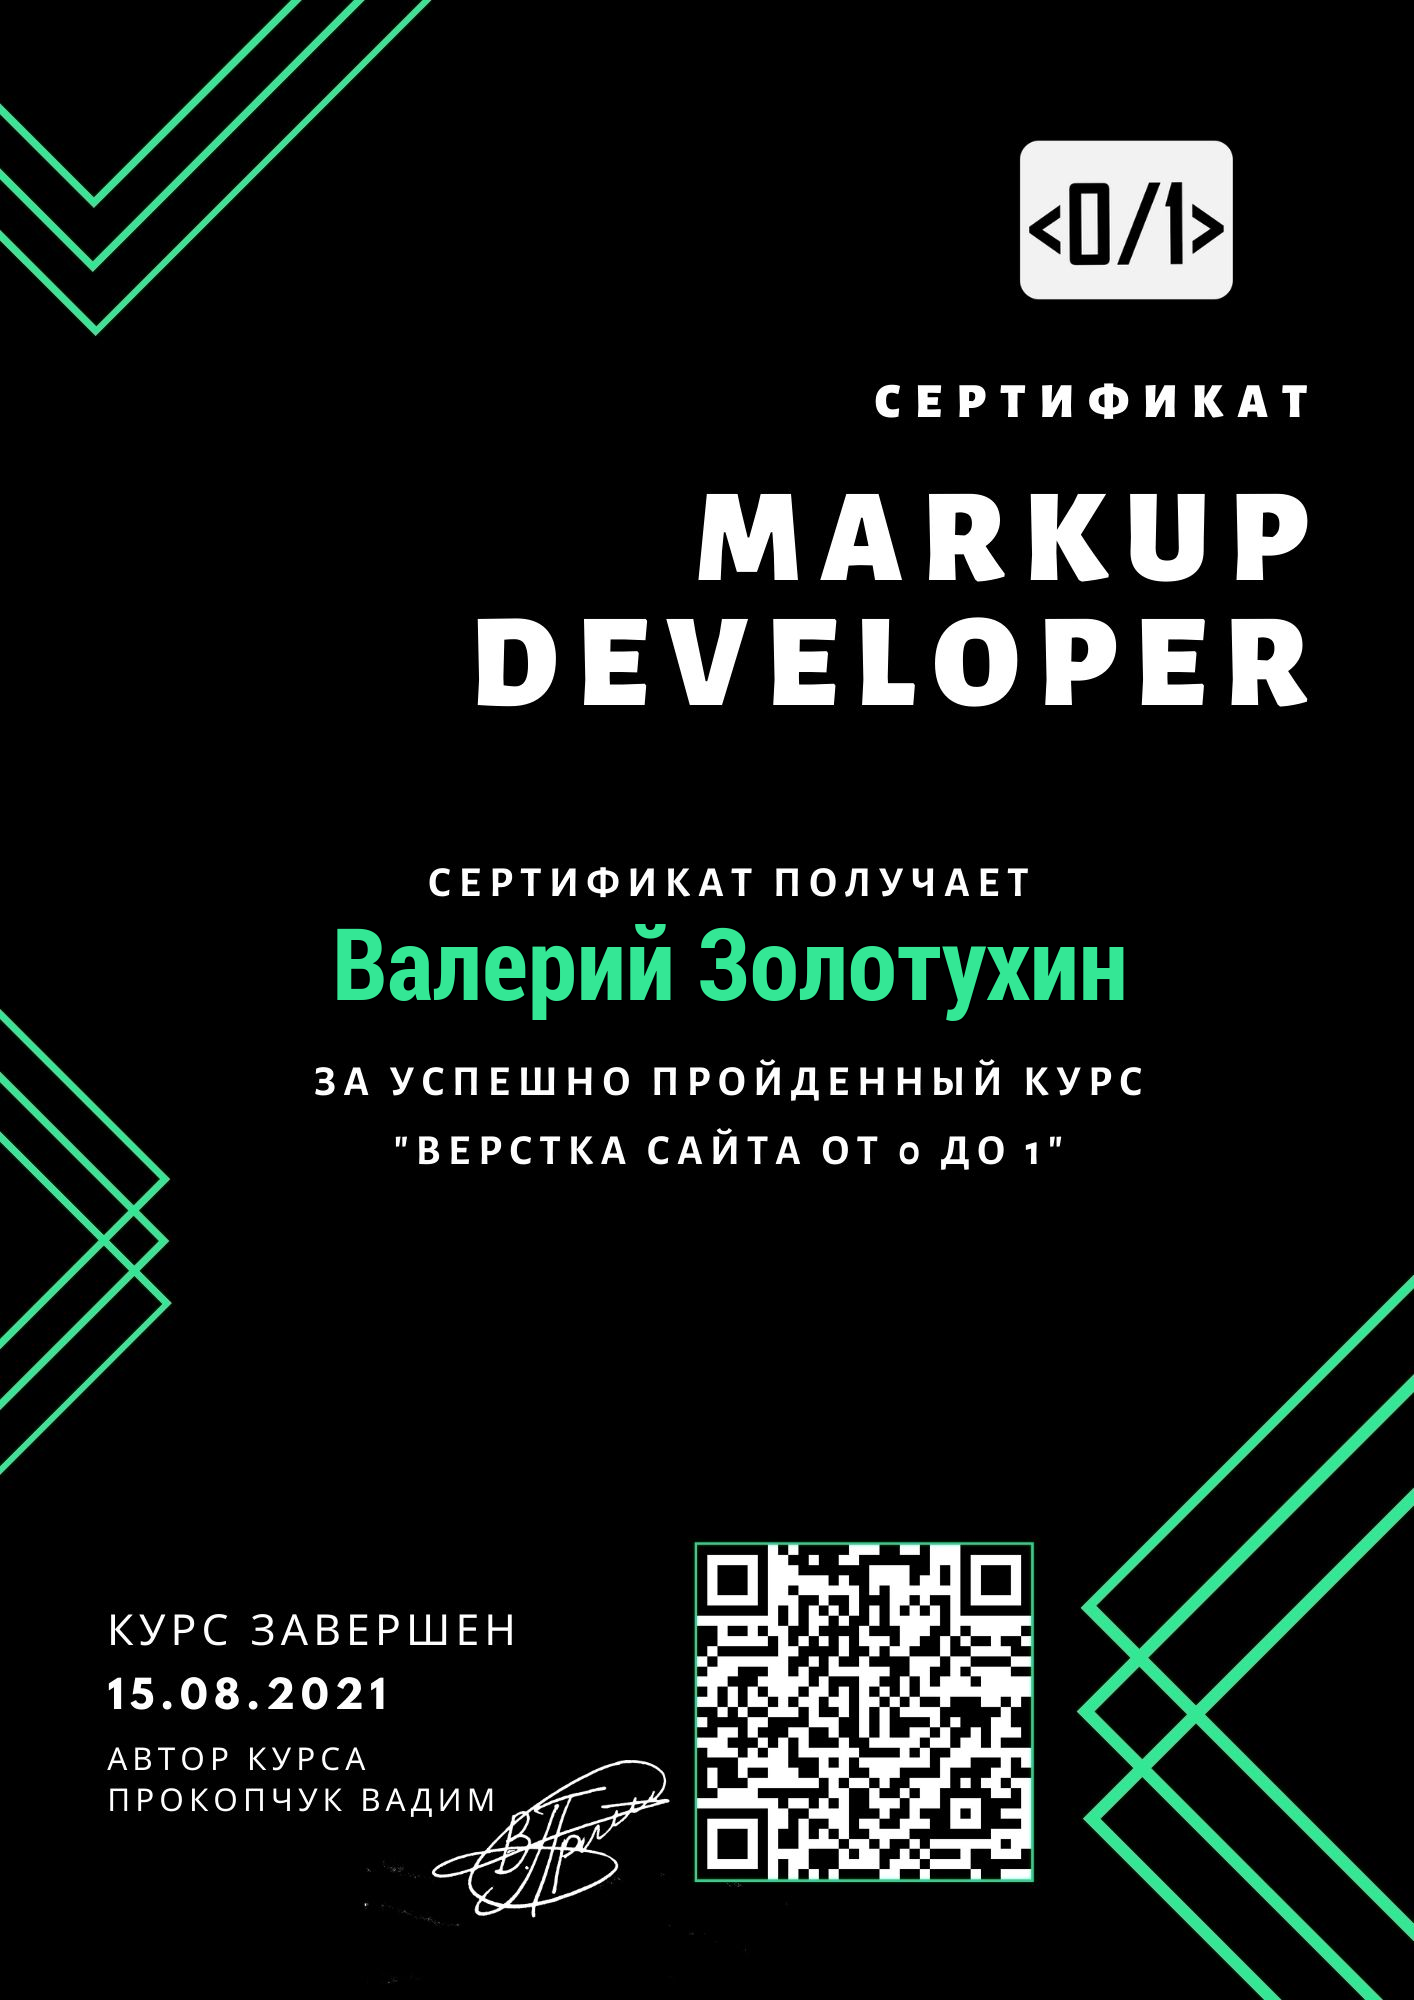 <0/1>
СЕРТИФИКАТ
MARKUP
DEVELOPER
СЕРТИФИКАТ ПОЛУЧАЕТ
Валерий Золотухин
ЗА УСПЕШНО ПРОЙДЕННЫЙ КУРС
"ВЕРСТКА САЙТА ОТ 0 ДО 1"
КУРС ЗАВЕРШЕН
15.08.2021
АВТОР КУРСА
ПРОКОПЧУК ВАДИМ